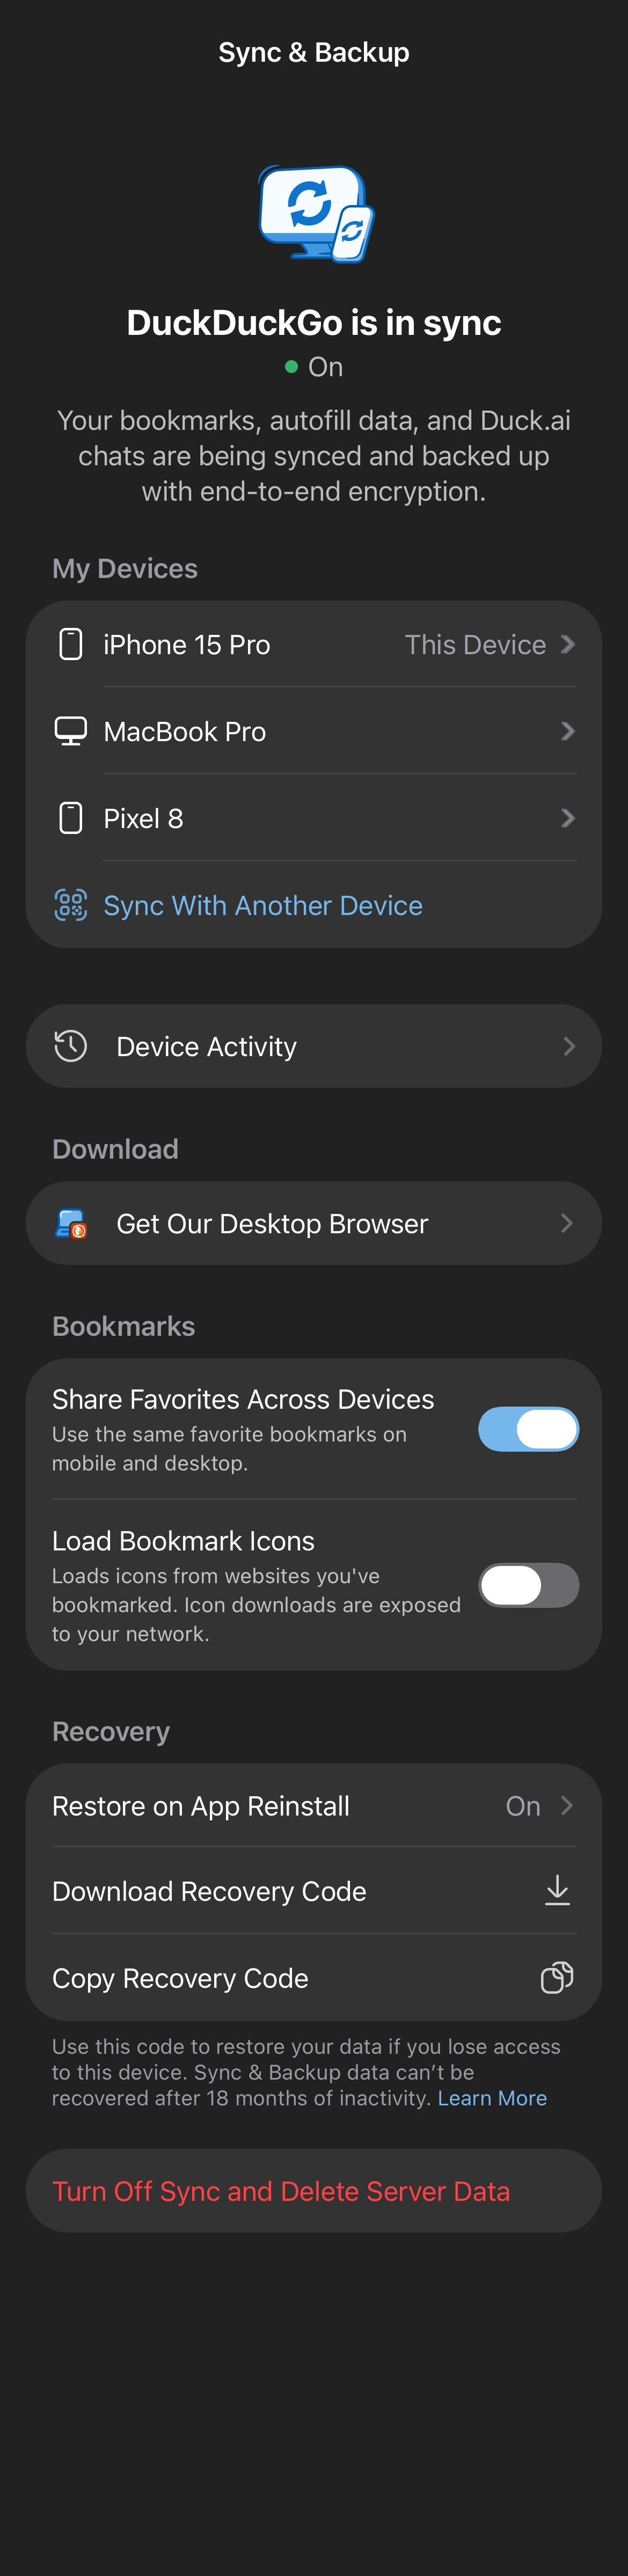 Sync & Backup
DuckDuckGo is in sync
On
Your bookmarks, autofill data, and Duck.ai
chats are being synced and backed up
with end-to-end encryption.
My Devices
iPhone 15 Pro This Device
MacBook Pro
Pixel 8
Sync With Another Device
Device Activity
Download
Get Our Desktop Browser
Bookmarks
Share Favorites Across Devices
Use the same favorite bookmarks on
mobile and desktop.
Load Bookmark Icons
Loads icons from websites you've
bookmarked. Icon downloads are exposed
to your network.
Recovery
Restore on App Reinstall On
Download Recovery Code
Copy Recovery Code
Use this code to restore your data if you lose access
to this device. Sync & Backup data can’t be
recovered after 18 months of inactivity. Learn More
Turn Off Sync and Delete Server Data